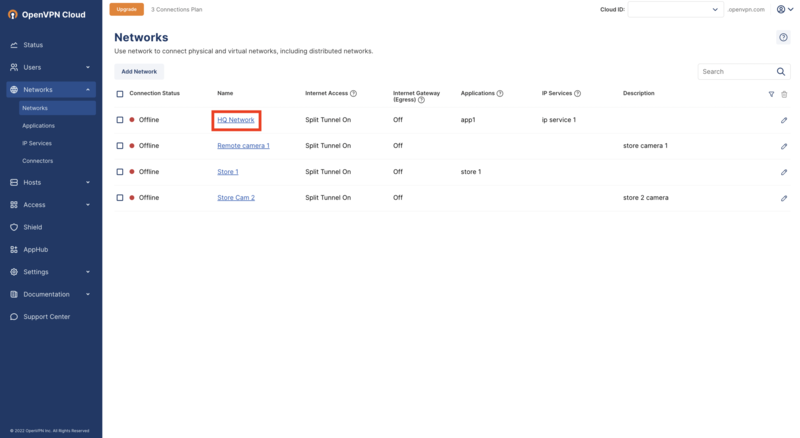 OpenVPN Cloud
Upgrade 3 Connections Plan
Cloud ID: .openvpn.com
Status
Users
Networks
Networks
Applications
IP Services
Connectors
Hosts
Access
Shield
AppHub
Settings
Documentation
Support Center
© 2022 OpenVPN Inc. All Rights Reserved
Networks
Use network to connect physical and virtual networks, including distributed networks.
Add Network
Search
Connection Status Name Internet Access Internet Gateway (Egress) Applications IP Services Description
Offline HQ Network Split Tunnel On Off app1 ip service 1
Offline Remote camera 1 Split Tunnel On Off store camera 1
Offline Store 1 Split Tunnel On Off store 1
Offline Store Cam 2 Split Tunnel On Off store 2 camera